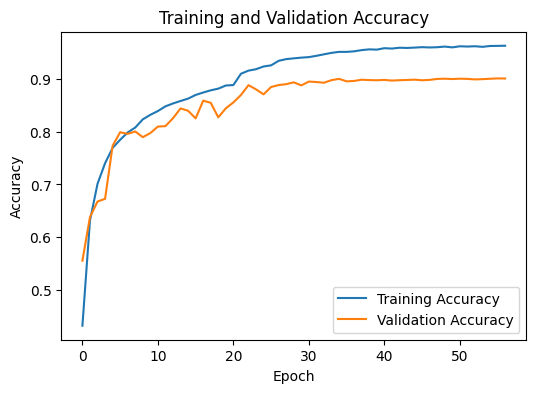 Training and Validation Accuracy
Accuracy
0.9
0.8
0.7
0.6
0.5
Training Accuracy
Validation Accuracy
0 10 20 30 40 50
Epoch